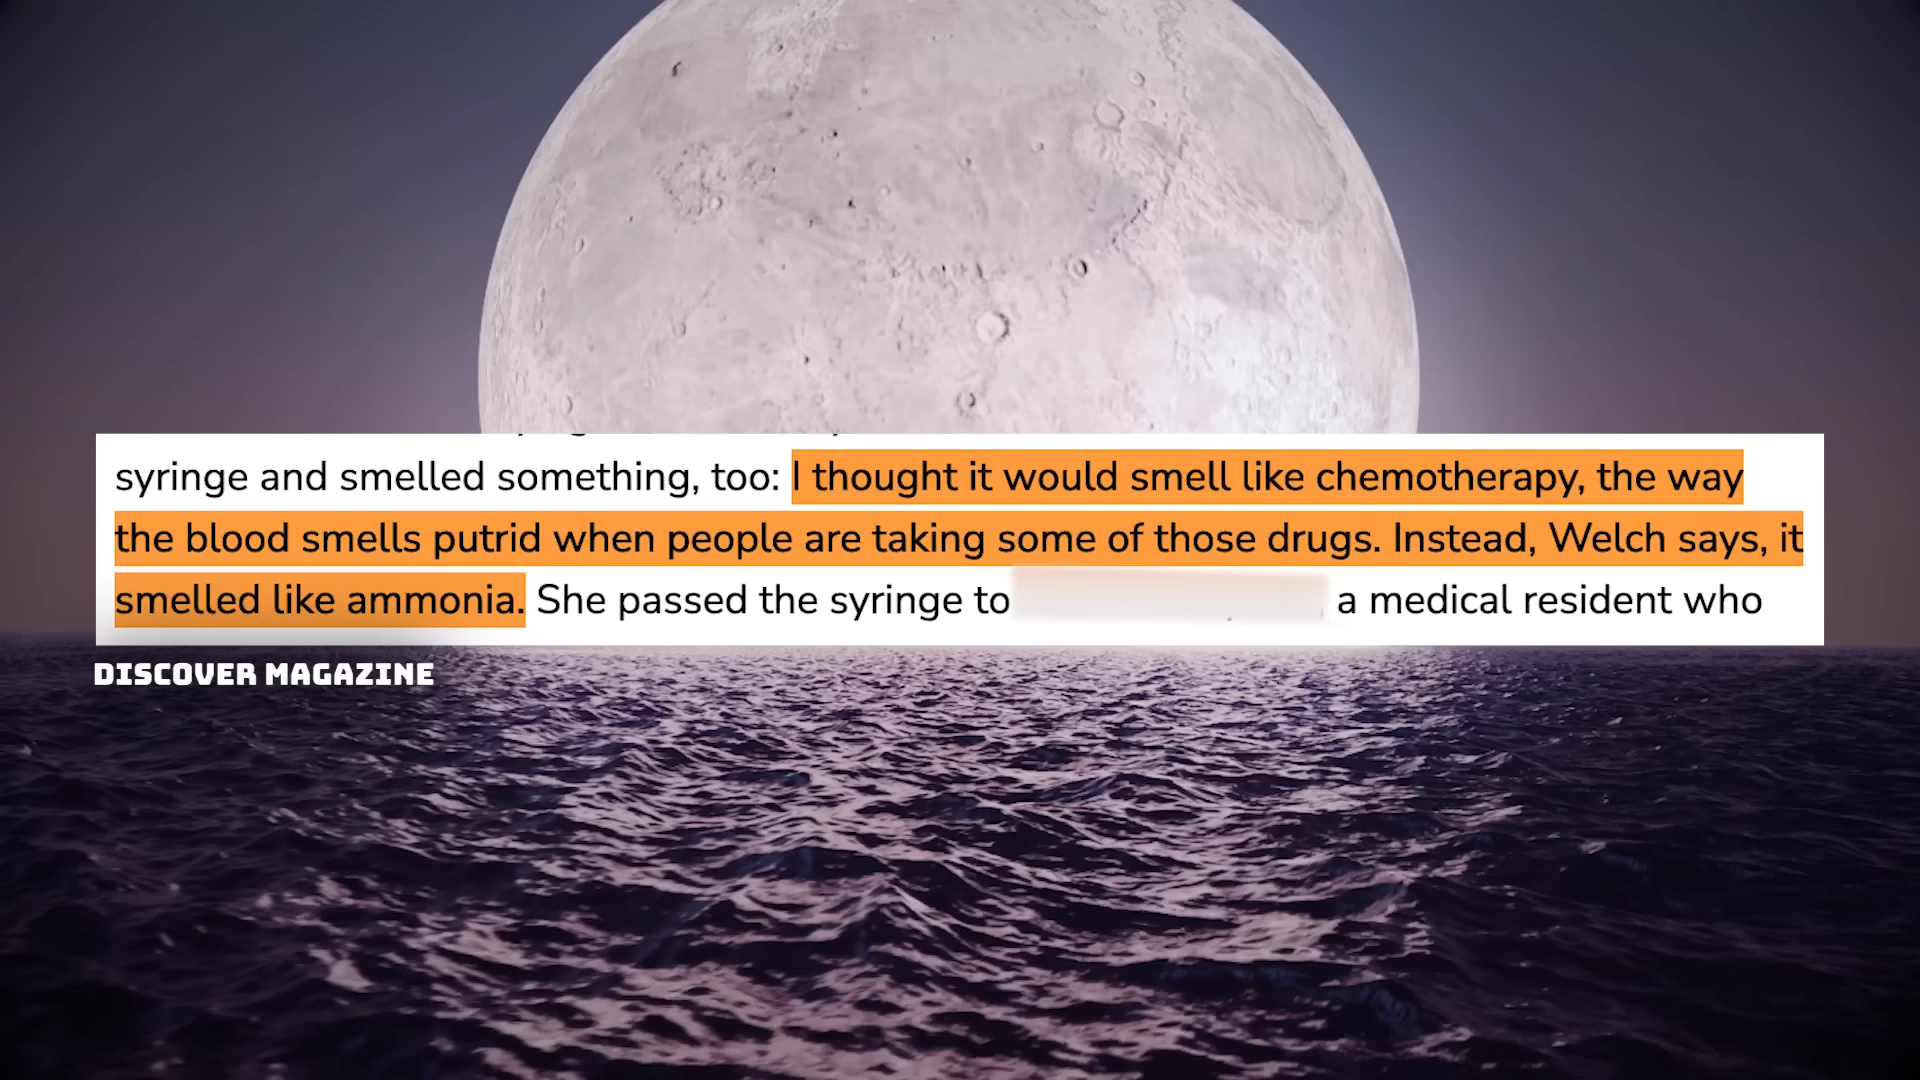 syringe and smelled something, too: I thought it would smell like chemotherapy, the way
the blood smells putrid when people are taking some of those drugs. Instead, Welch says, it
smelled like ammonia. She passed the syringe to a medical resident who
DISCOVER MAGAZINE